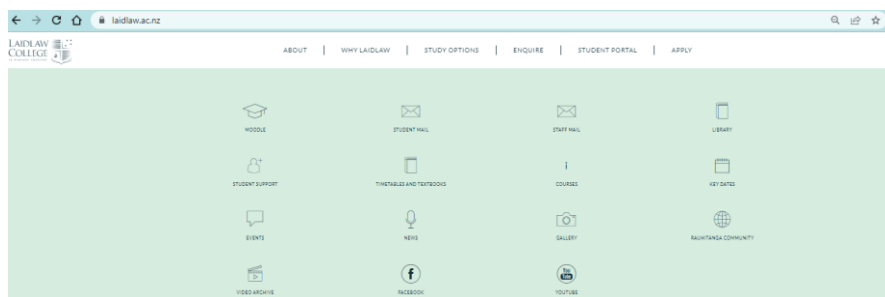 laidlaw.ac.nz
LAIDLAW
COLLEGE
ABOUT | WHY LAIDLAW | STUDY OPTIONS | ENQUIRE | STUDENT PORTAL | APPLY
MOODLE STUDENT MAIL STAFF MAIL LIBRARY
STUDENT SUPPORT TIMETABLES AND TEXTBOOKS COURSES KEY DATES
EVENTS NEWS GALLERY RAUMITANGA COMMUNITY
VIDEO ARCHIVE FACEBOOK YOUTUBE